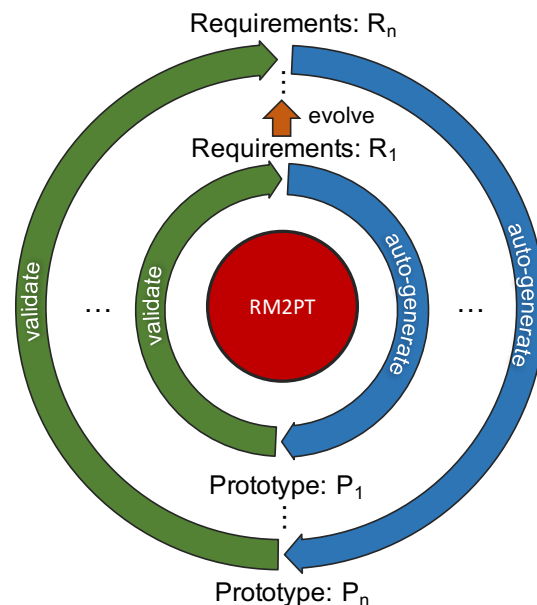 Requirements: Rn
⋮
evolve
Requirements: R1
validate
...
validate
RM2PT
auto-generate
...
auto-generate
Prototype: P1
⋮
Prototype: Pn